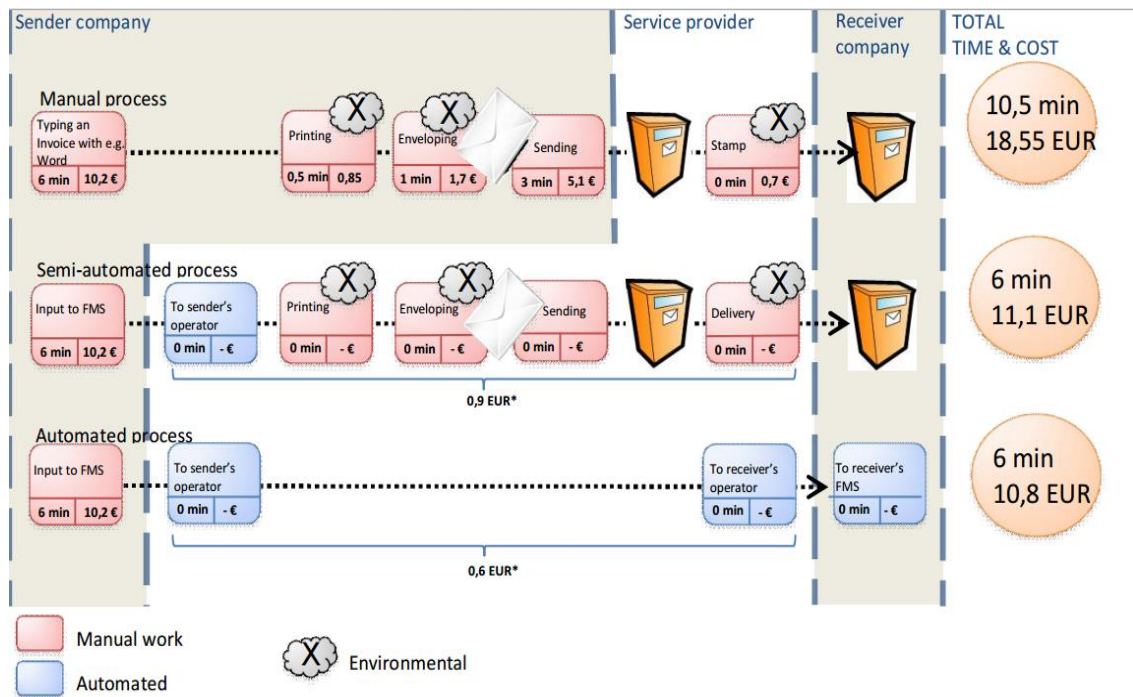 Sender company
Service provider
Receiver
company
TOTAL
TIME & COST
Manual process
Typing an
Invoice with e.g.
Word
6 min 10,2 €
Printing
0,5 min 0,85
X
Enveloping
1 min 1,7 €
X
Sending
3 min 5,1 €
Stamp
0 min 0,7 €
X
10,5 min
18,55 EUR
Semi-automated process
Input to FMS
6 min 10,2 €
To sender's
operator
0 min - €
Printing
0 min - €
X
Enveloping
0 min - €
X
Sending
0 min - €
Delivery
0 min - €
X
6 min
11,1 EUR
0,9 EUR*
Automated process
Input to FMS
6 min 10,2 €
To sender's
operator
0 min - €
To receiver's
operator
0 min - €
To receiver's
FMS
0 min - €
6 min
10,8 EUR
0,6 EUR*
Manual work
Automated
X
Environmental